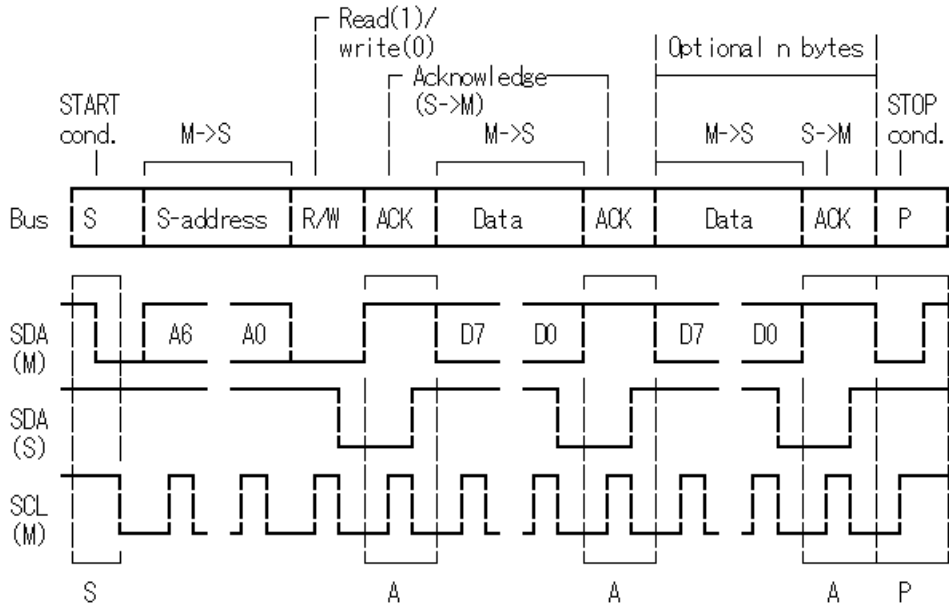 Read(1)/
write(0)
Optional n bytes
Acknowledge
(S->M)
START
cond.
M->S
M->S
M->S
S->M
STOP
cond.
Bus
S
S-address
R/W
ACK
Data
ACK
Data
ACK
P
SDA
(M)
A6
A0
D7
D0
D7
D0
SDA
(S)
SCL
(M)
S
A
A
A
P